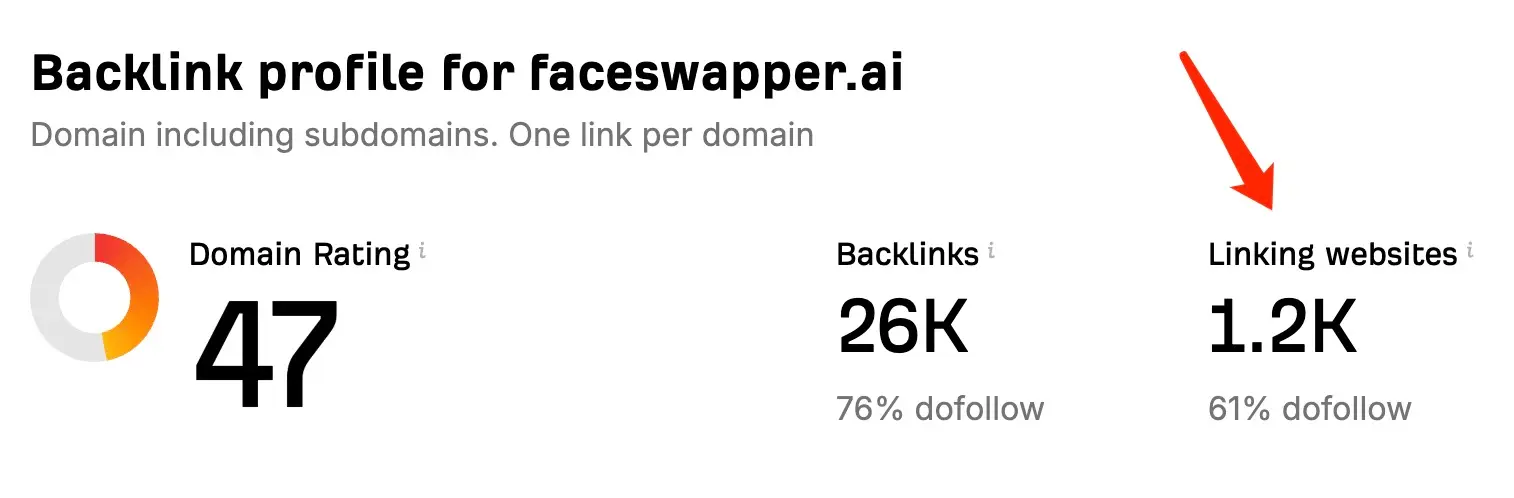 Backlink profile for faceswapper.ai
Domain including subdomains. One link per domain
Domain Rating i
47
Backlinks i
26K
76% dofollow
Linking websites i
1.2K
61% dofollow